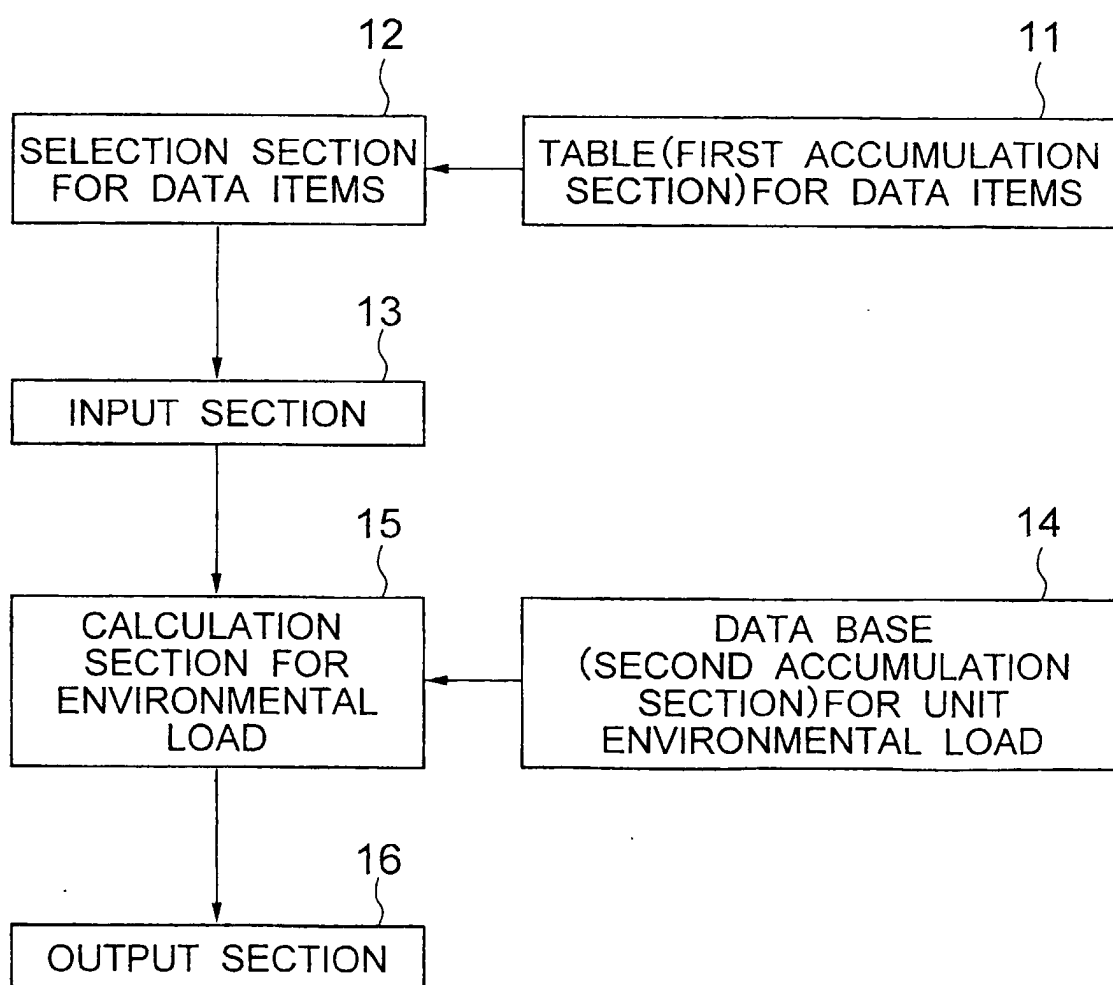 12
SELECTION SECTION
FOR DATA ITEMS
11
TABLE(FIRST ACCUMULATION
SECTION)FOR DATA ITEMS
13
INPUT SECTION
15
CALCULATION
SECTION FOR
ENVIRONMENTAL
LOAD
14
DATA BASE
(SECOND ACCUMULATION
SECTION)FOR UNIT
ENVIRONMENTAL LOAD
16
OUTPUT SECTION